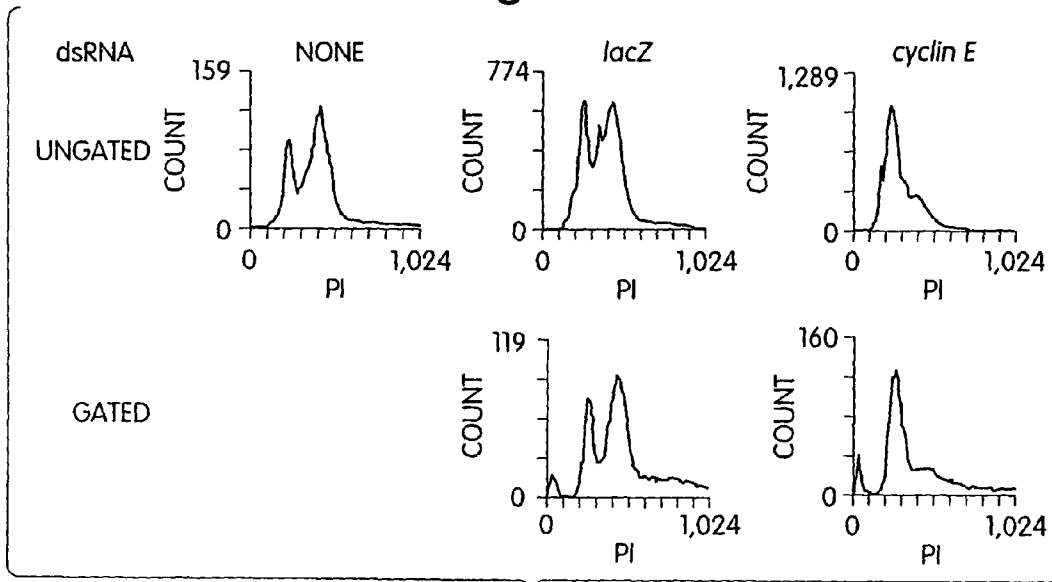 g
dsRNA NONE lacZ cyclin E
159 774 1,289
UNGATED COUNT COUNT COUNT
0 0 0
0 1,024 0 1,024 0 1,024
PI PI PI
119 160
GATED COUNT COUNT
0 0
0 1,024 0 1,024
PI PI